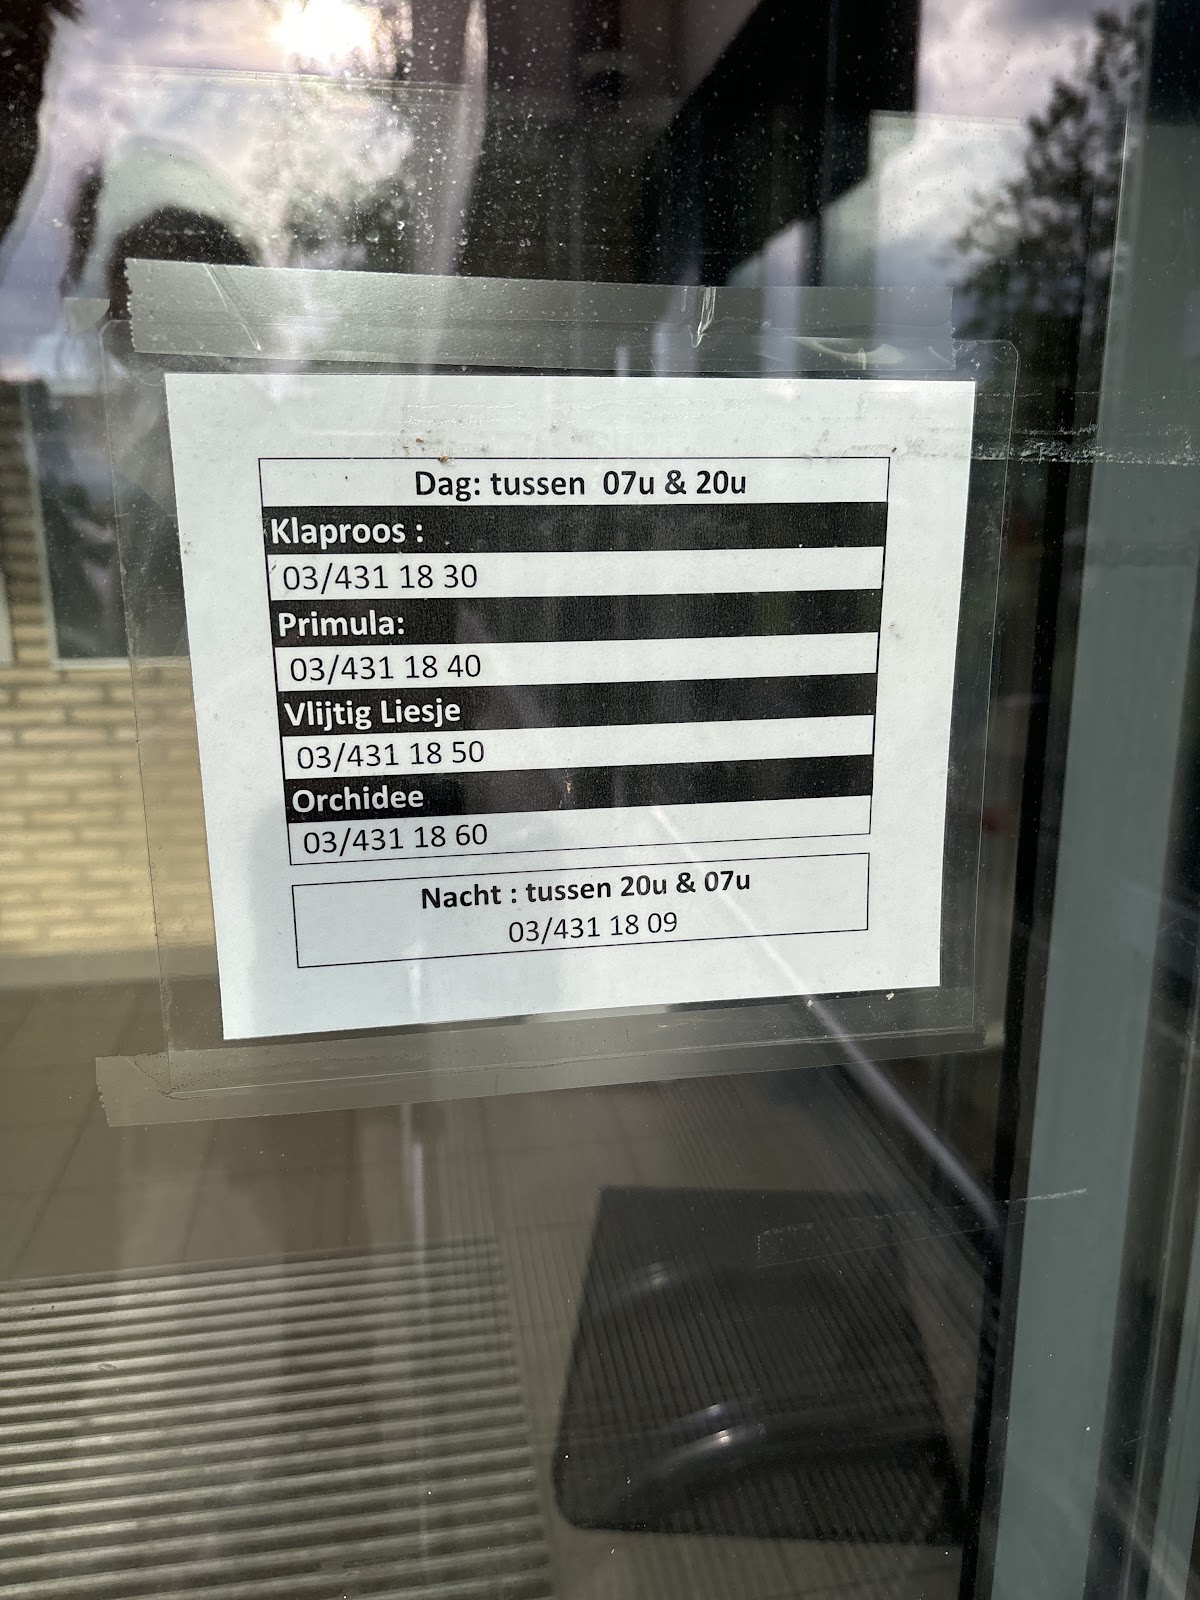 Dag: tussen 07u & 20u
Klaproos :
03/431 18 30
Primula:
03/431 18 40
Vlijtig Liesje
03/431 18 50
Orchidee
03/431 18 60
Nacht : tussen 20u & 07u
03/431 18 09